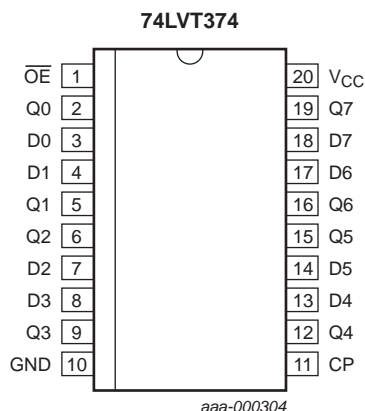 74LVT374
OE 1 20 VCC
Q0 2 19 Q7
D0 3 18 D7
D1 4 17 D6
Q1 5 16 Q6
Q2 6 15 Q5
D2 7 14 D5
D3 8 13 D4
Q3 9 12 Q4
GND 10 11 CP
aaa-000304